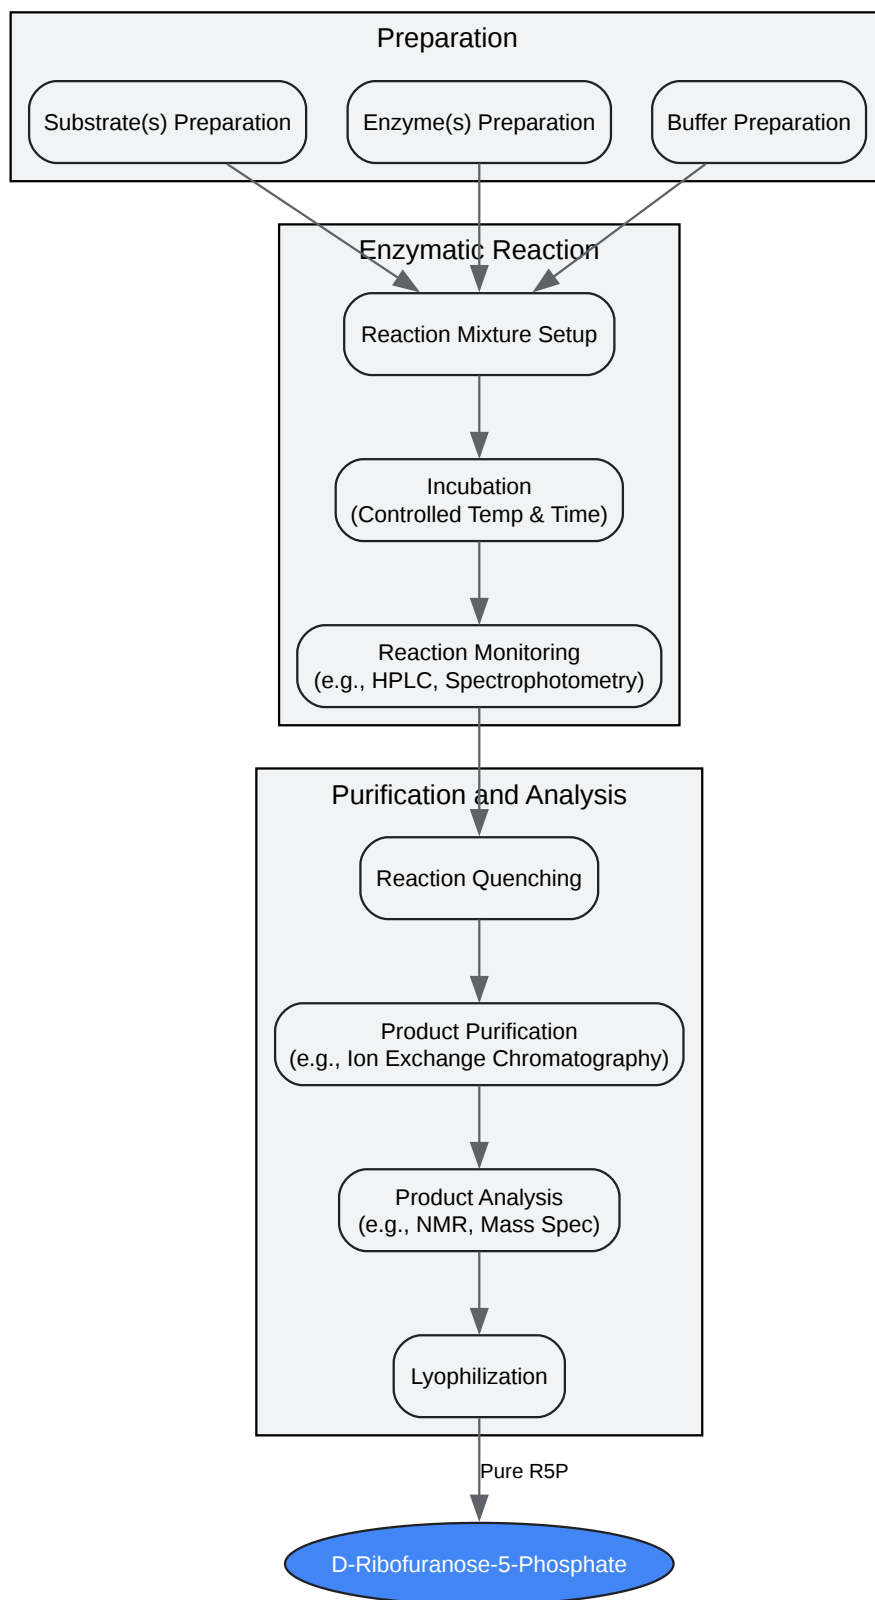 Preparation
Substrate(s) Preparation
Enzyme(s) Preparation
Buffer Preparation
Enzymatic Reaction
Reaction Mixture Setup
Incubation
(Controlled Temp & Time)
Reaction Monitoring
(e.g., HPLC, Spectrophotometry)
Purification and Analysis
Reaction Quenching
Product Purification
(e.g., Ion Exchange Chromatography)
Product Analysis
(e.g., NMR, Mass Spec)
Lyophilization
Pure R5P
D-Ribofuranose-5-Phosphate